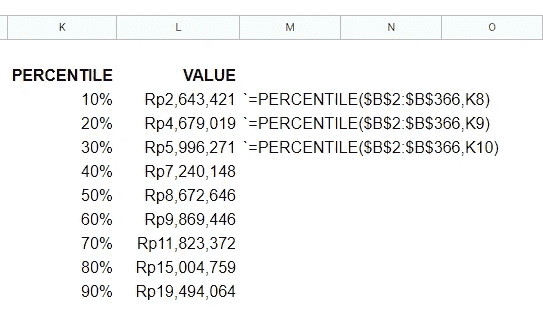 K L M N O
PERCENTILE VALUE
10% Rp2,643,421 `=PERCENTILE($B$2:$B$366,K8)
20% Rp4,679,019 `=PERCENTILE($B$2:$B$366,K9)
30% Rp5,996,271 `=PERCENTILE($B$2:$B$366,K10)
40% Rp7,240,148
50% Rp8,672,646
60% Rp9,869,446
70% Rp11,823,372
80% Rp15,004,759
90% Rp19,494,064